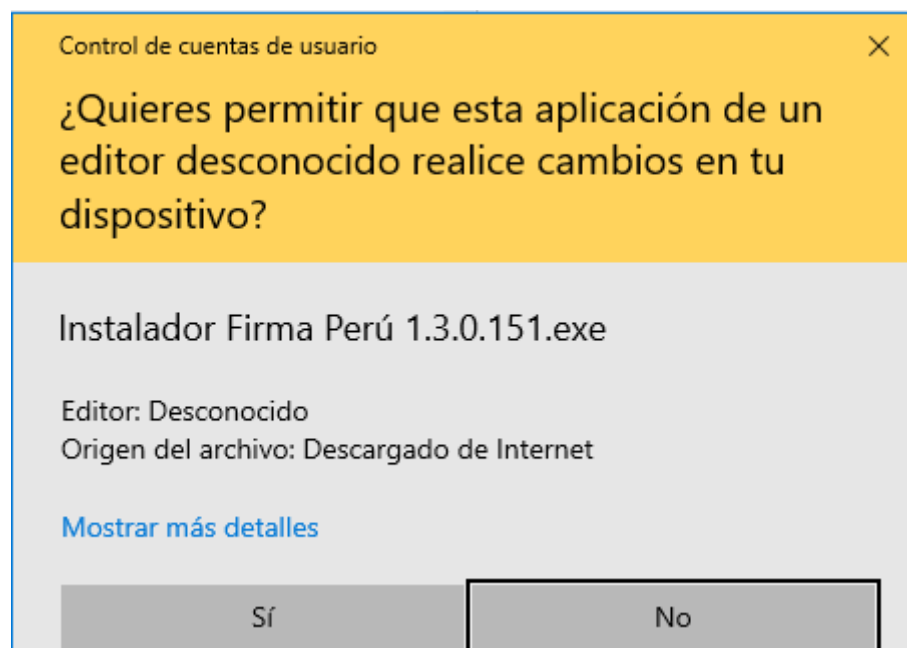 Control de cuentas de usuario
¿Quieres permitir que esta aplicación de un
editor desconocido realice cambios en tu
dispositivo?
Instalador Firma Perú 1.3.0.151.exe
Editor: Desconocido
Origen del archivo: Descargado de Internet
Mostrar más detalles
Sí
No